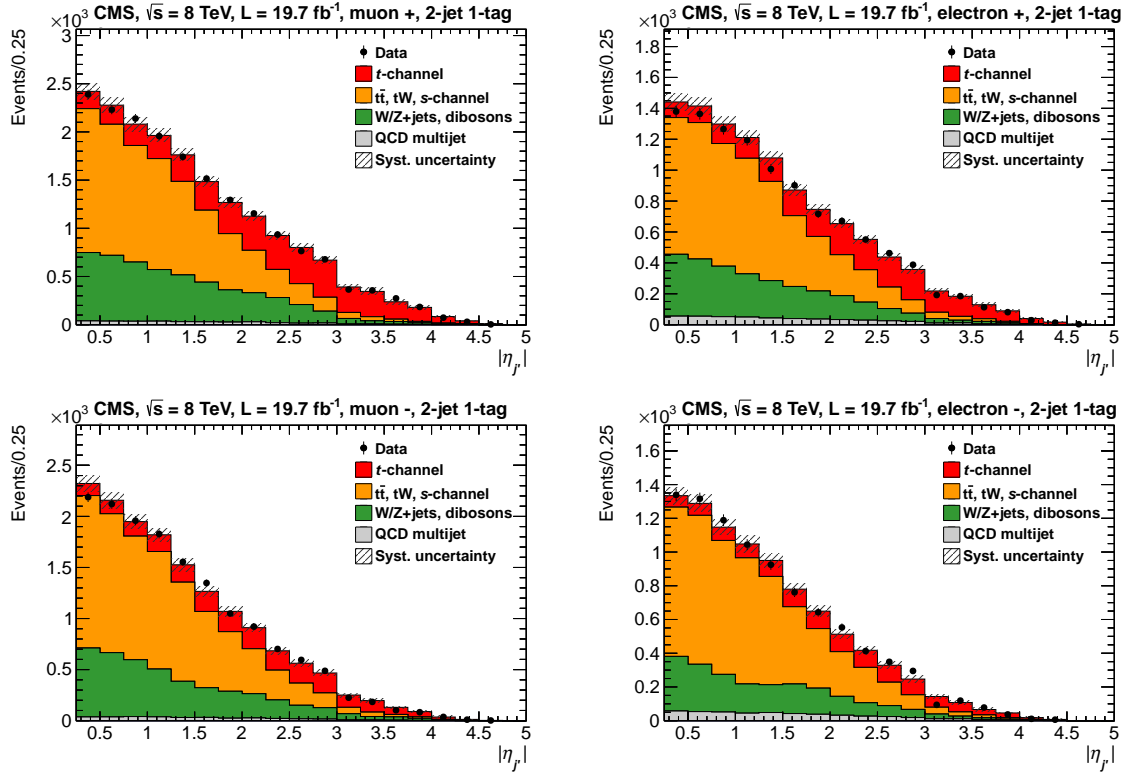 ×10³ CMS, √s = 8 TeV, L = 19.7 fb⁻¹, muon +, 2-jet 1-tag
Events/0.25
3
2.5
2
1.5
1
0.5
0
Data
t-channel
tt̄, tW, s-channel
W/Z+jets, dibosons
QCD multijet
Syst. uncertainty
0.5 1 1.5 2 2.5 3 3.5 4 4.5 5
|ηj'|
×10³ CMS, √s = 8 TeV, L = 19.7 fb⁻¹, electron +, 2-jet 1-tag
Events/0.25
1.8
1.6
1.4
1.2
1
0.8
0.6
0.4
0.2
0
Data
t-channel
tt̄, tW, s-channel
W/Z+jets, dibosons
QCD multijet
Syst. uncertainty
0.5 1 1.5 2 2.5 3 3.5 4 4.5 5
|ηj'|
×10³ CMS, √s = 8 TeV, L = 19.7 fb⁻¹, muon -, 2-jet 1-tag
Events/0.25
2.5
2
1.5
1
0.5
0
Data
t-channel
tt̄, tW, s-channel
W/Z+jets, dibosons
QCD multijet
Syst. uncertainty
0.5 1 1.5 2 2.5 3 3.5 4 4.5 5
|ηj'|
×10³ CMS, √s = 8 TeV, L = 19.7 fb⁻¹, electron -, 2-jet 1-tag
Events/0.25
1.6
1.4
1.2
1
0.8
0.6
0.4
0.2
0
Data
t-channel
tt̄, tW, s-channel
W/Z+jets, dibosons
QCD multijet
Syst. uncertainty
0.5 1 1.5 2 2.5 3 3.5 4 4.5 5
|ηj'|